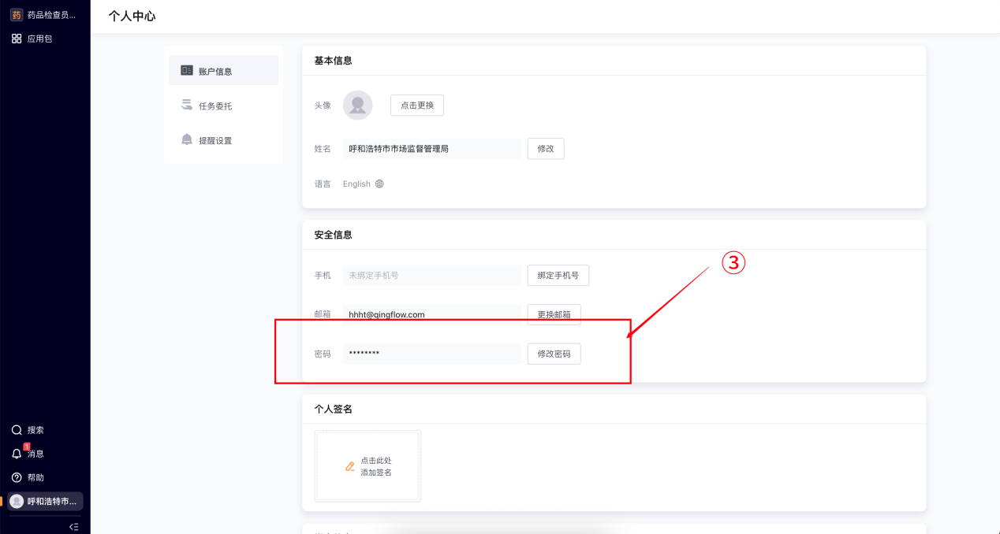 药 药品检查员...
应用包
个人中心
账户信息
任务委托
提醒设置
基本信息
头像 点击更换
姓名 呼和浩特市市场监督管理局 修改
语言 English
安全信息
③
手机 未绑定手机号 绑定手机号
邮箱 hhht@qingflow.com 更换邮箱
密码 ******** 修改密码
个人签名
点击此处
添加签名
搜索
1
消息
帮助
呼和浩特市...